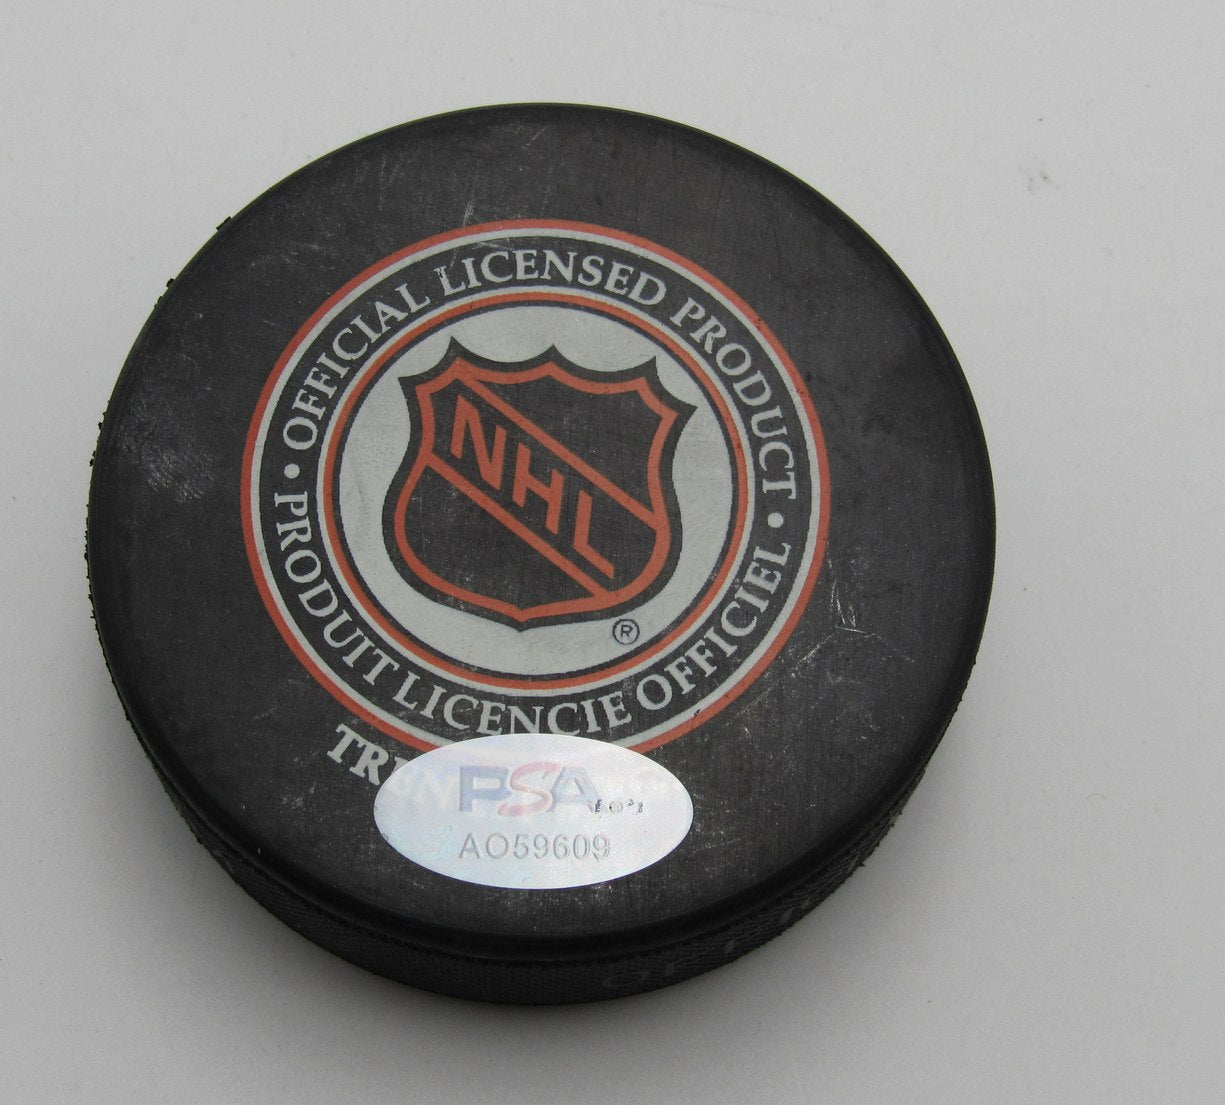 • OFFICIAL LICENSED PRODUCT •
NHL
®
PRODUIT LICENCIE OFFICIEL
PSA
AO59609